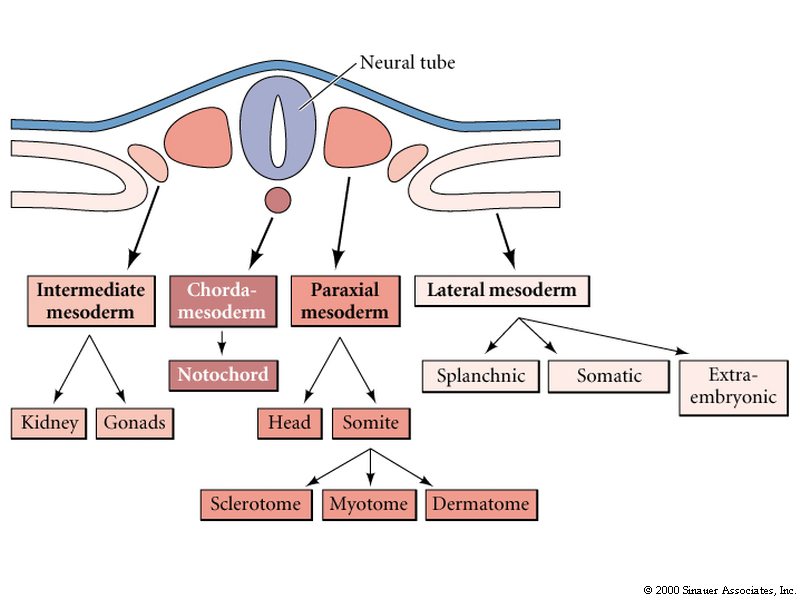 Neural tube
Intermediate
mesoderm
Chorda-
mesoderm
Paraxial
mesoderm
Lateral mesoderm
Notochord
Splanchnic
Somatic
Extra-
embryonic
Kidney
Gonads
Head
Somite
Sclerotome
Myotome
Dermatome
© 2000 Sinauer Associates, Inc.